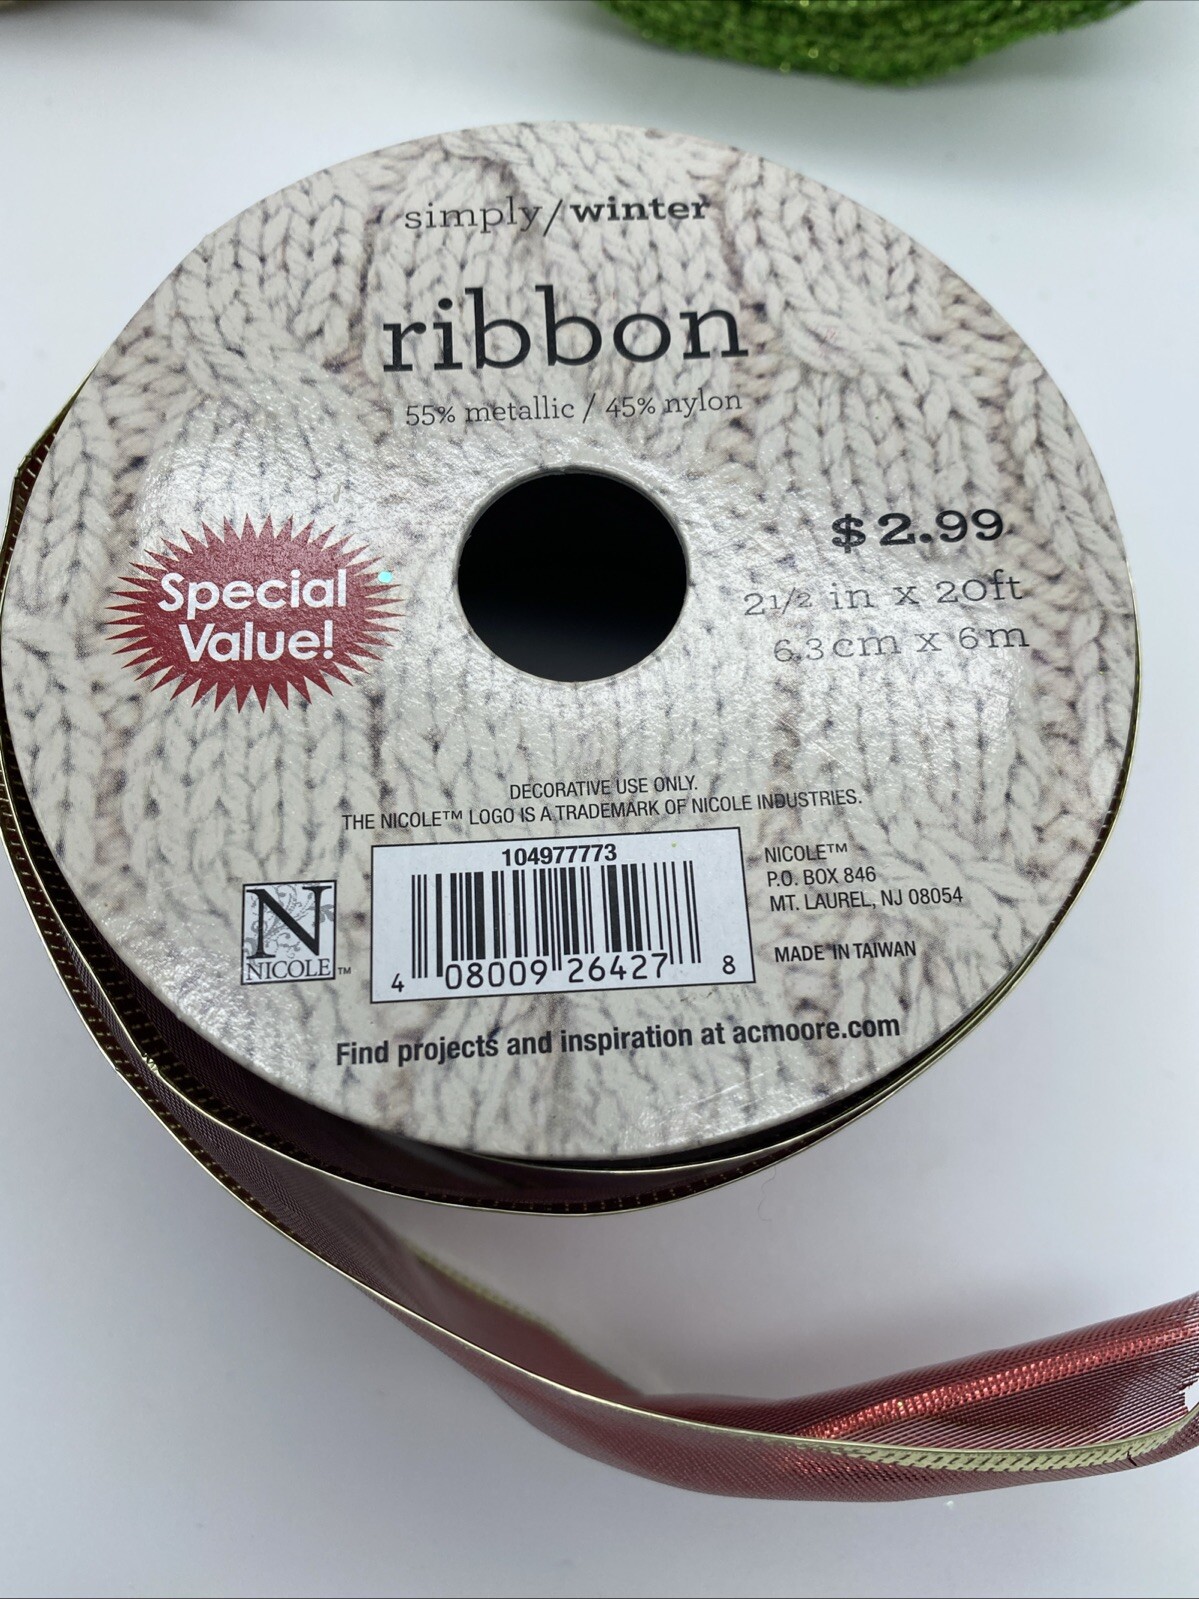 simply/winter
ribbon
55% metallic / 45% nylon
$2.99
2 1/2 in x 20ft
6.3cm x 6m
Special
Value!
DECORATIVE USE ONLY.
THE NICOLE™ LOGO IS A TRADEMARK OF NICOLE INDUSTRIES.
104977773
4 08009 26427 8
N
NICOLE™
NICOLE™
P.O. BOX 846
MT. LAUREL, NJ 08054
MADE IN TAIWAN
Find projects and inspiration at acmoore.com